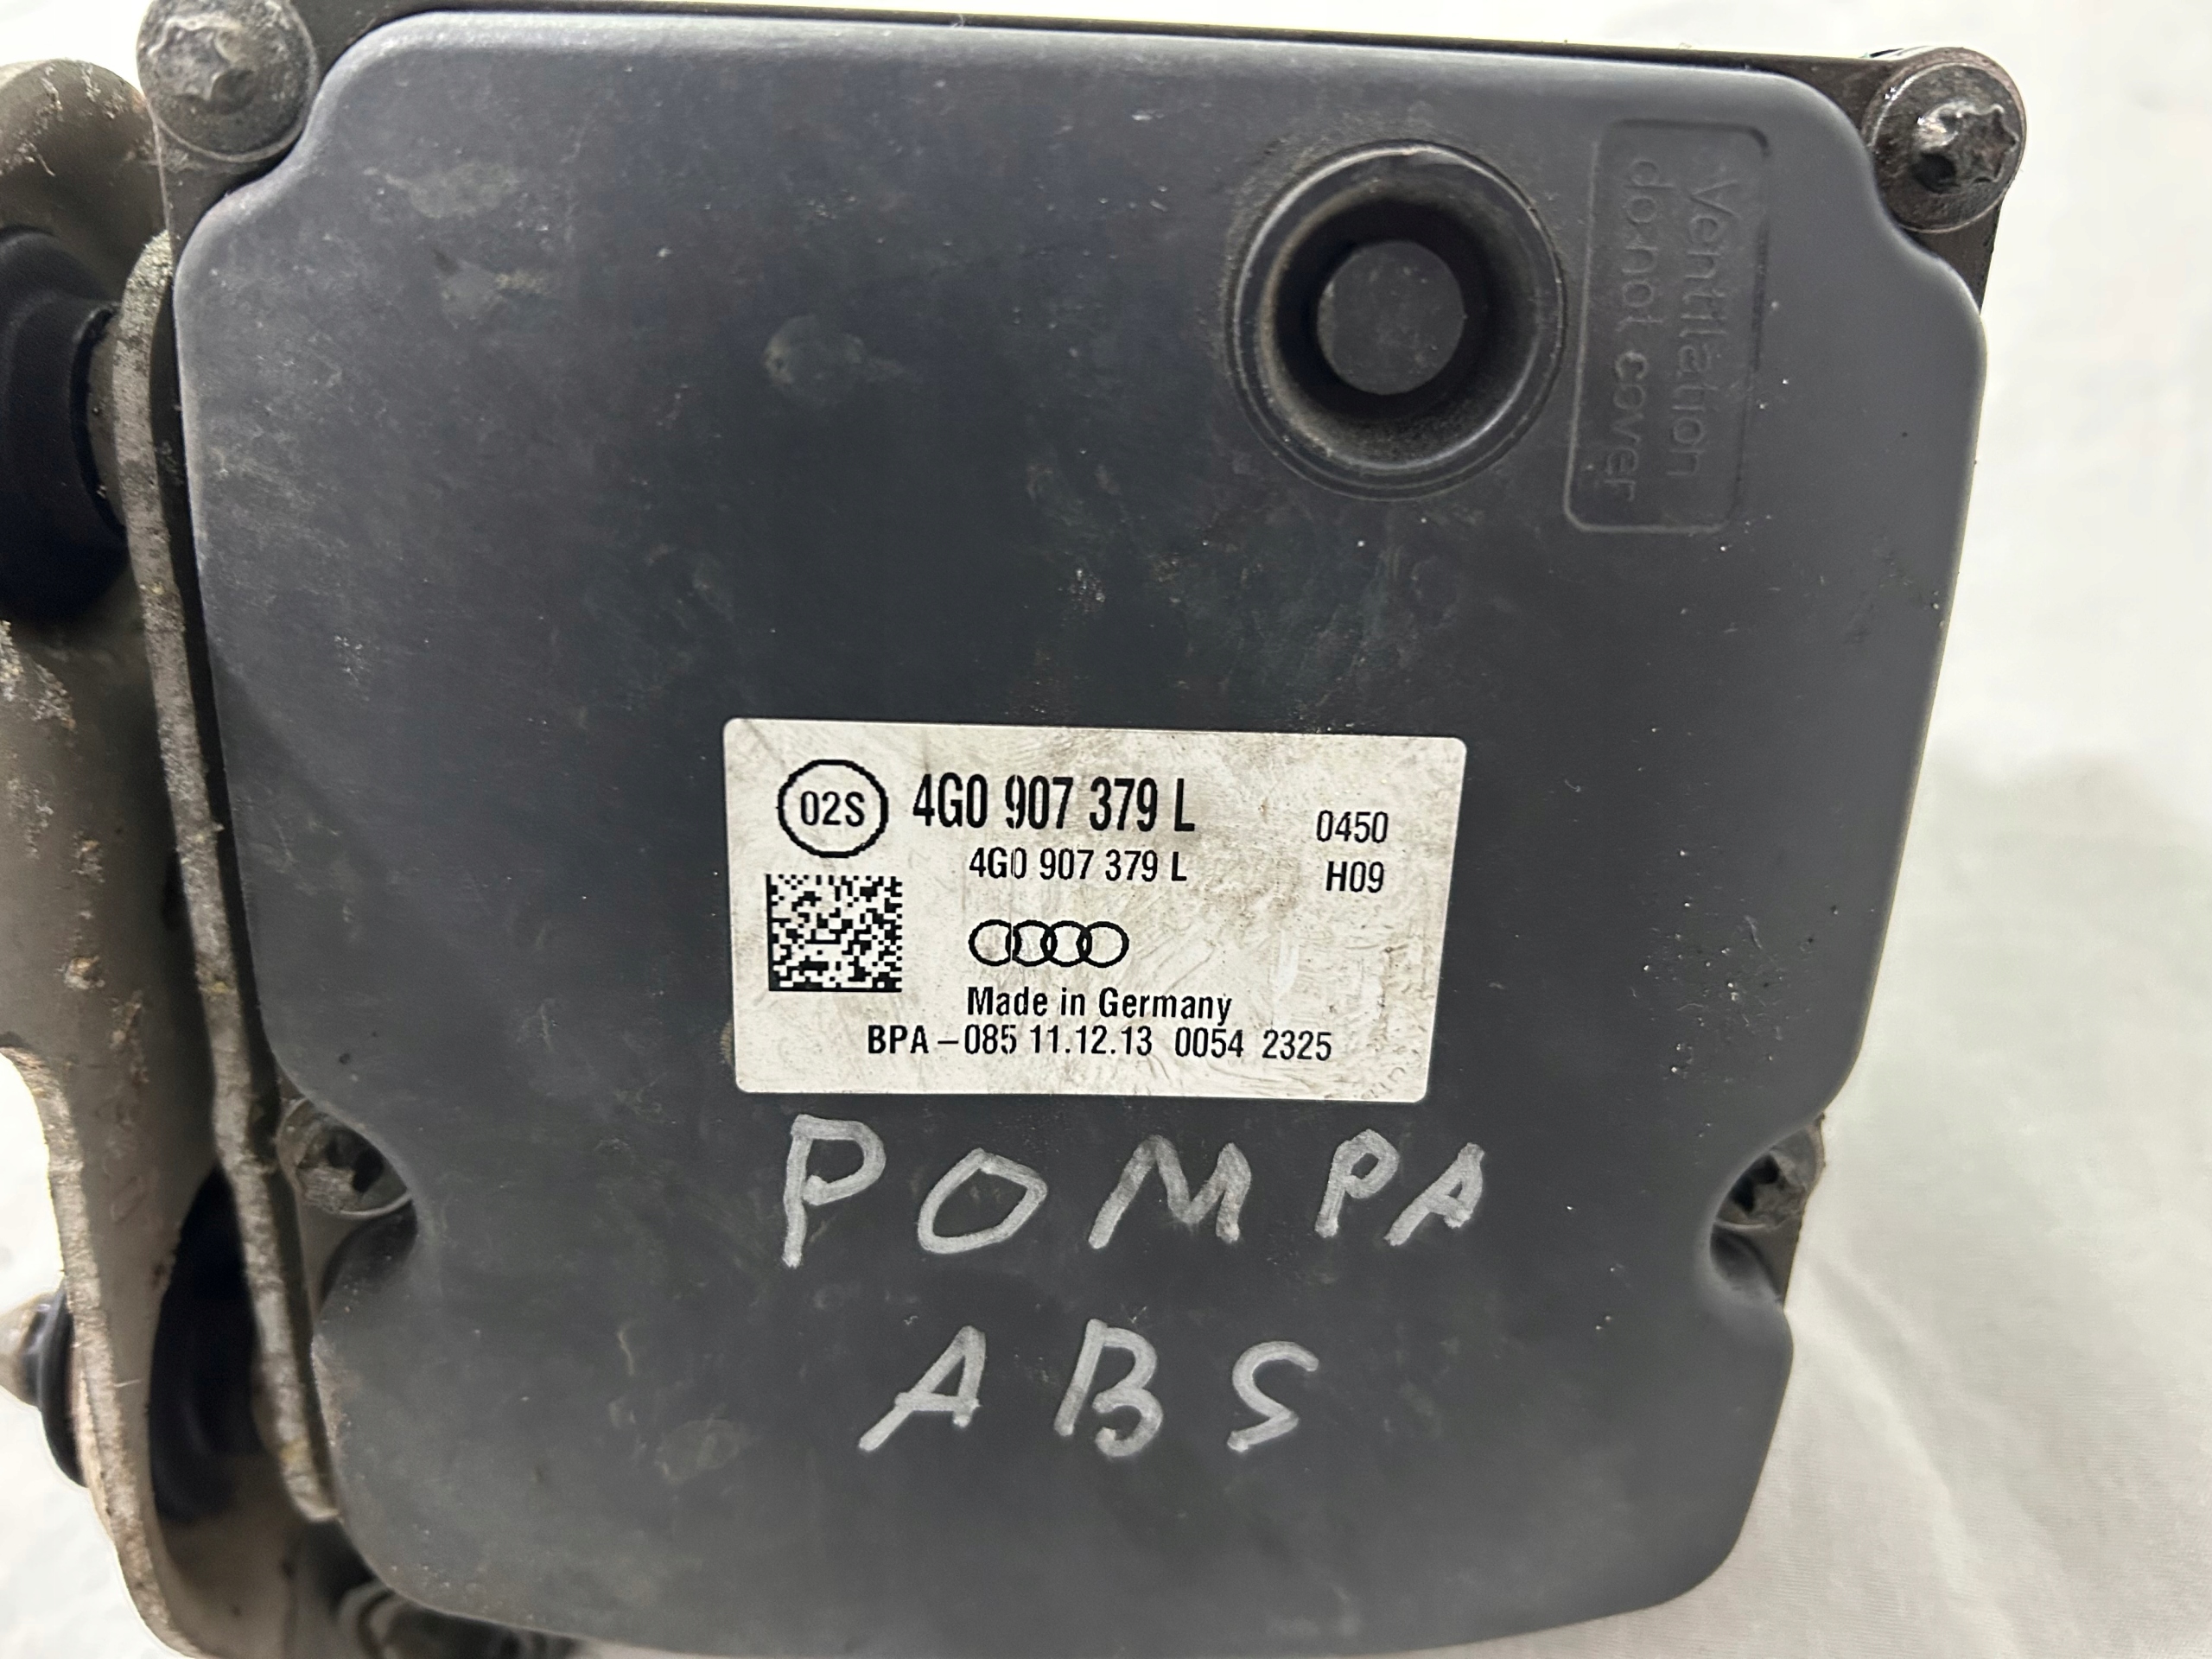 Ventilation
do not cover
02S 4G0 907 379 L 0450
4G0 907 379 L H09
Made in Germany
BPA-085 11.12.13 0054 2325
POMPA
ABS